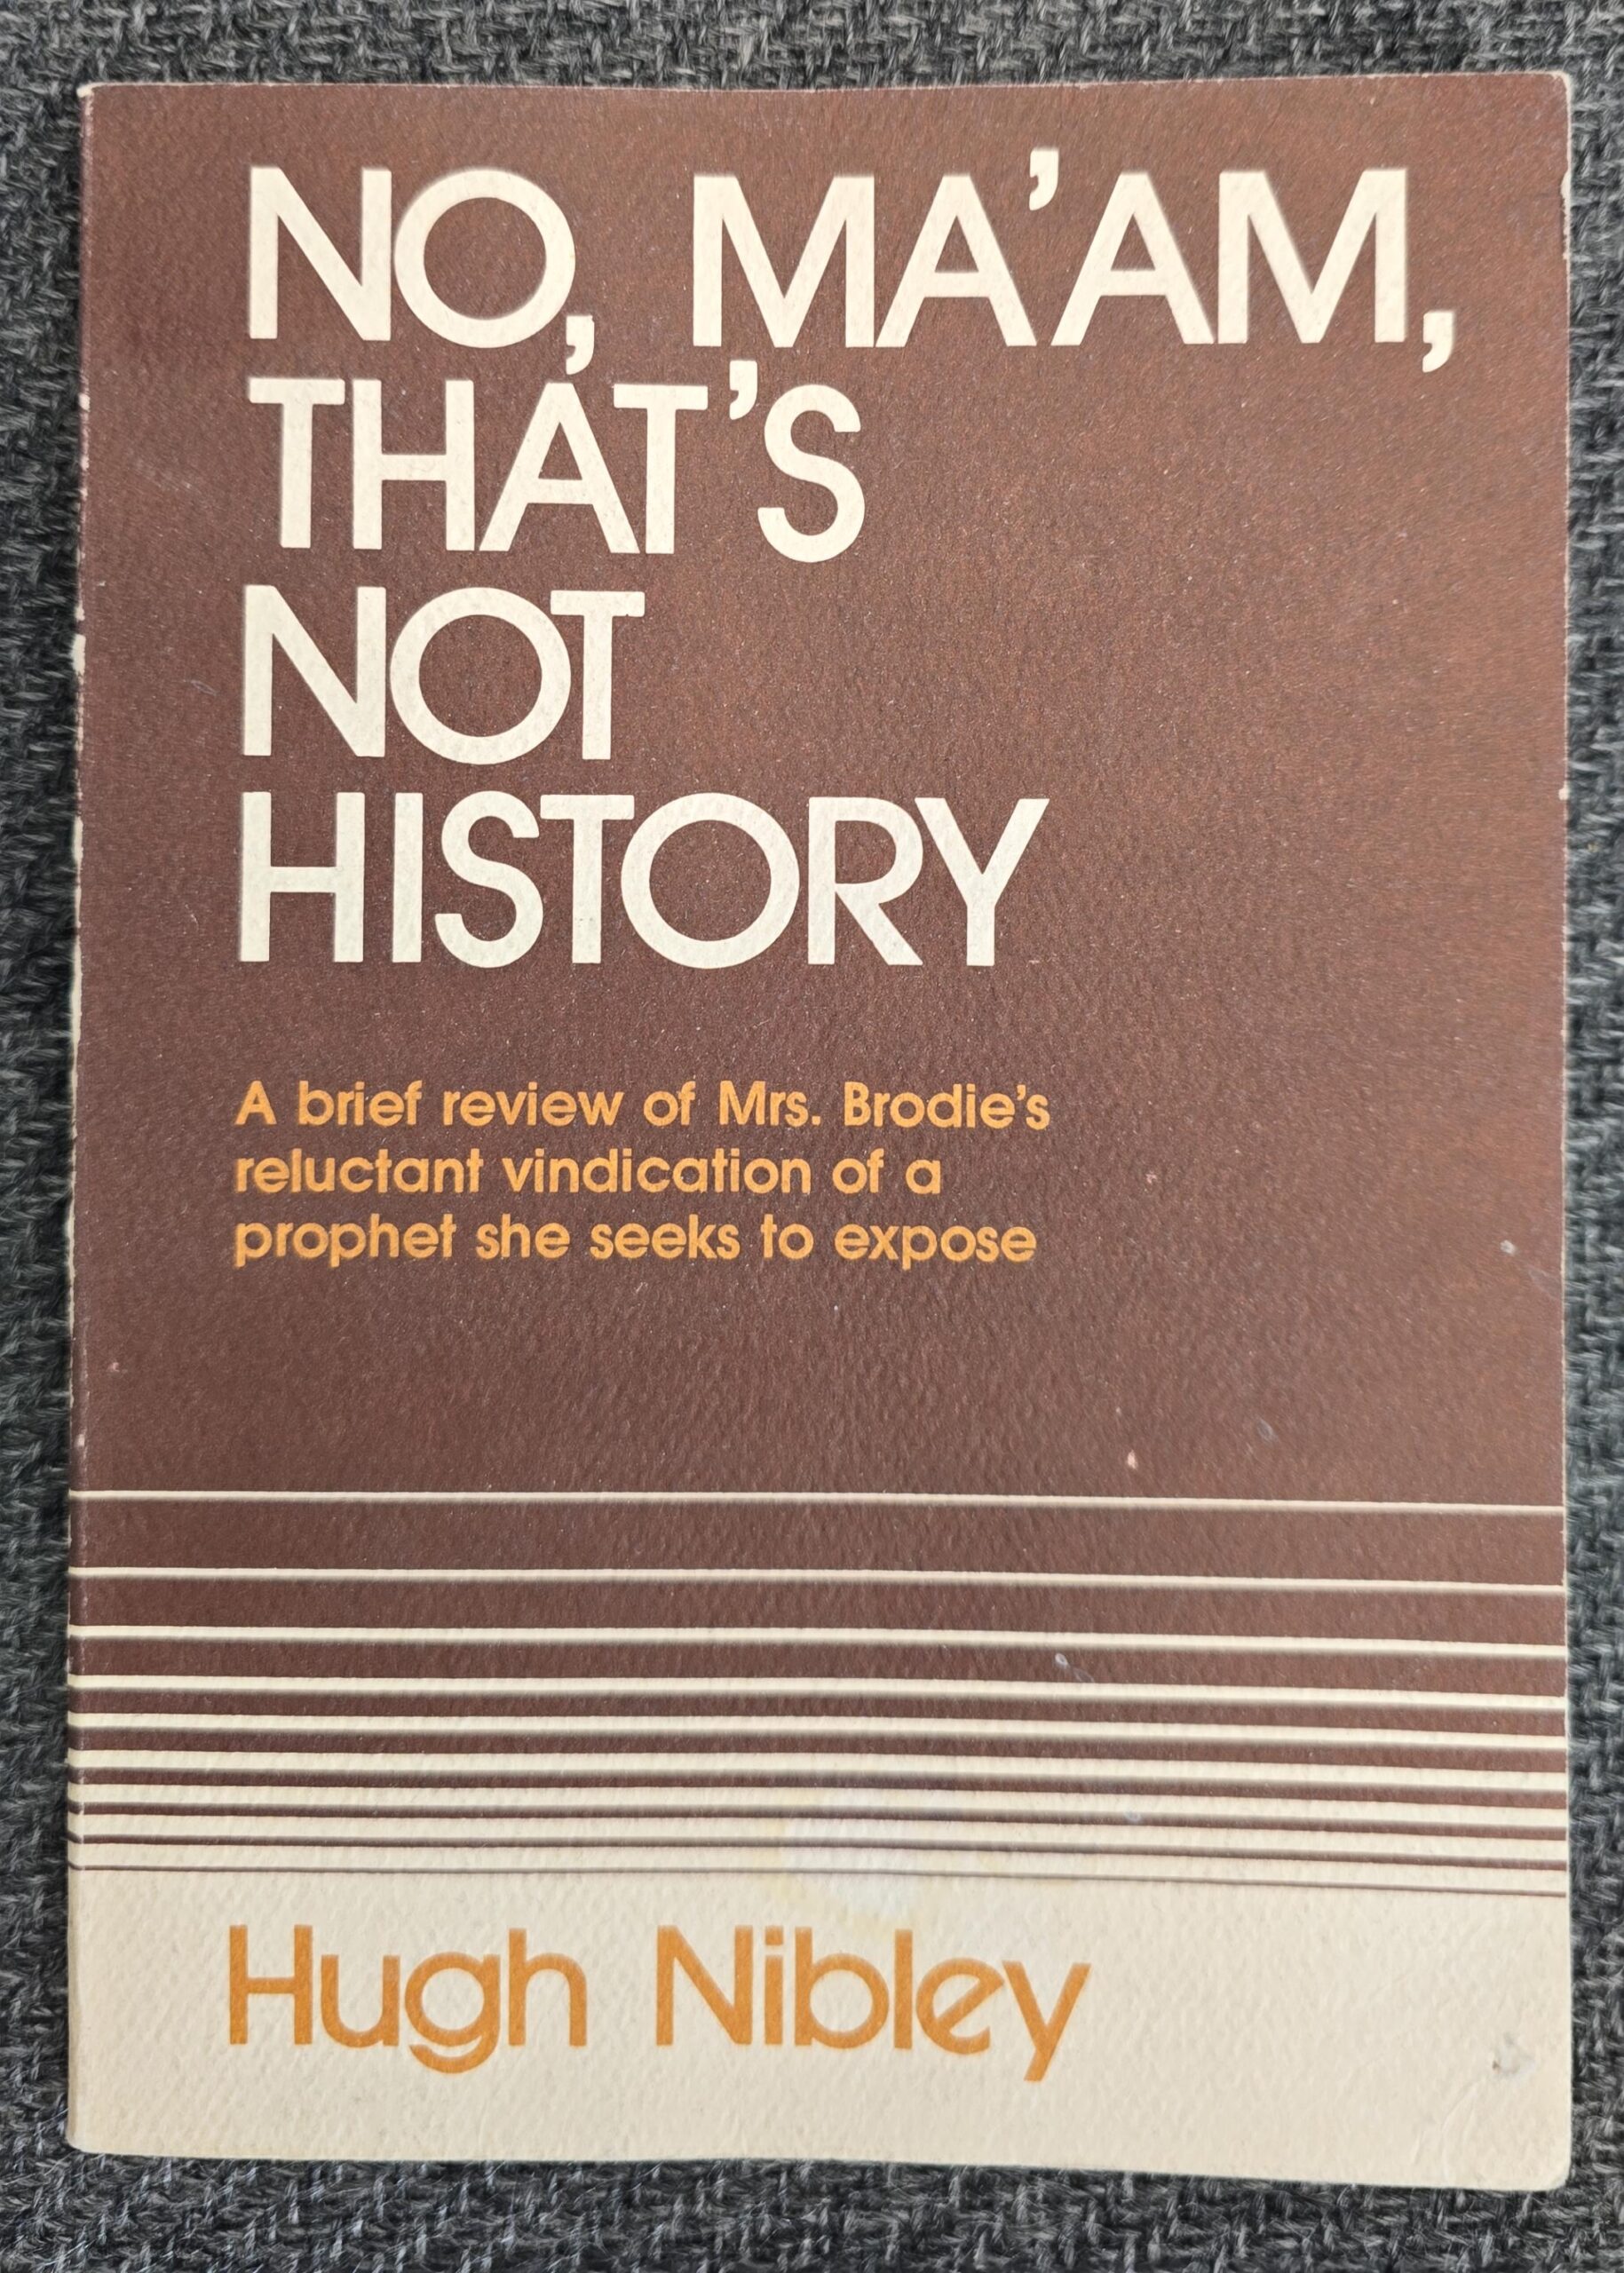 NO, MA’AM,
THAT’S
NOT
HISTORY
A brief review of Mrs. Brodie’s
reluctant vindication of a
prophet she seeks to expose
Hugh Nibley